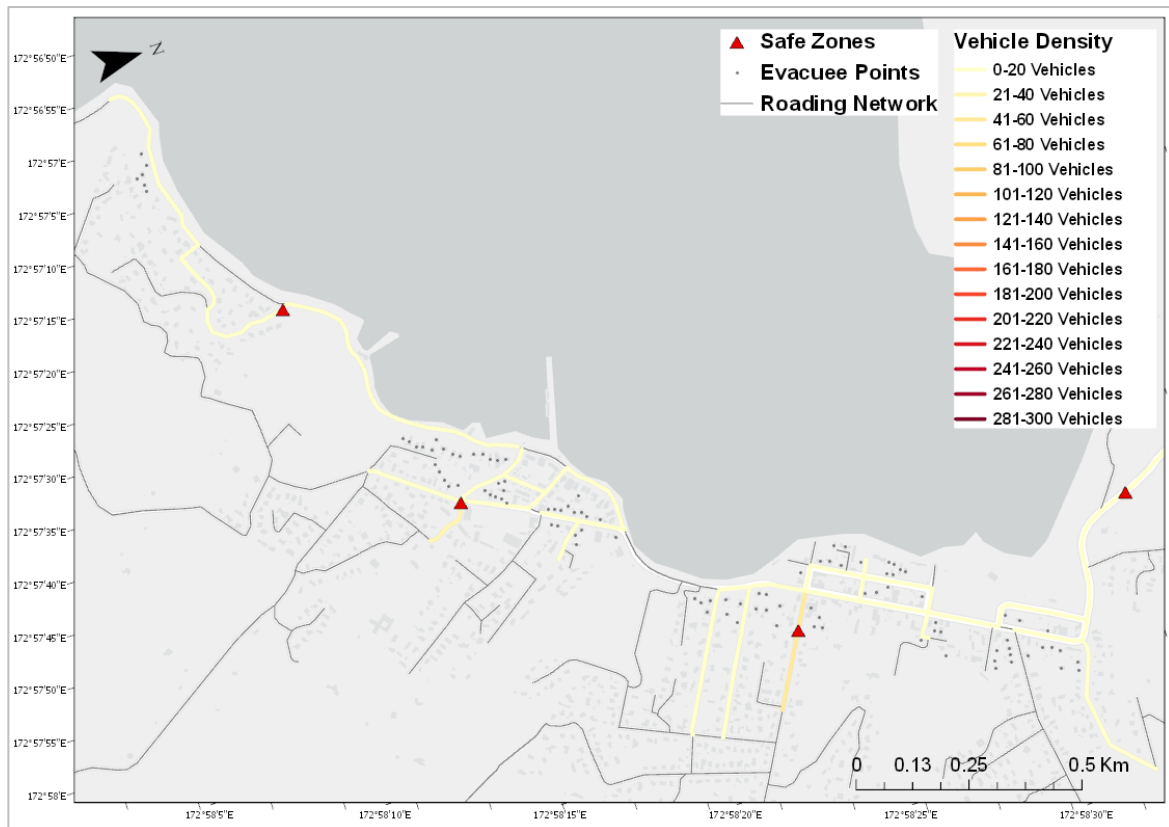 N
Safe Zones
Evacuee Points
Roading Network
Vehicle Density
0-20 Vehicles
21-40 Vehicles
41-60 Vehicles
61-80 Vehicles
81-100 Vehicles
101-120 Vehicles
121-140 Vehicles
141-160 Vehicles
161-180 Vehicles
181-200 Vehicles
201-220 Vehicles
221-240 Vehicles
241-260 Vehicles
261-280 Vehicles
281-300 Vehicles
172°56'50"E
172°56'55"E
172°57'E
172°57'5"E
172°57'10"E
172°57'15"E
172°57'20"E
172°57'25"E
172°57'30"E
172°57'35"E
172°57'40"E
172°57'45"E
172°57'50"E
172°57'55"E
172°58'E
0 0.13 0.25 0.5 Km
172°58'5"E 172°58'10"E 172°58'15"E 172°58'20"E 172°58'25"E 172°58'30"E